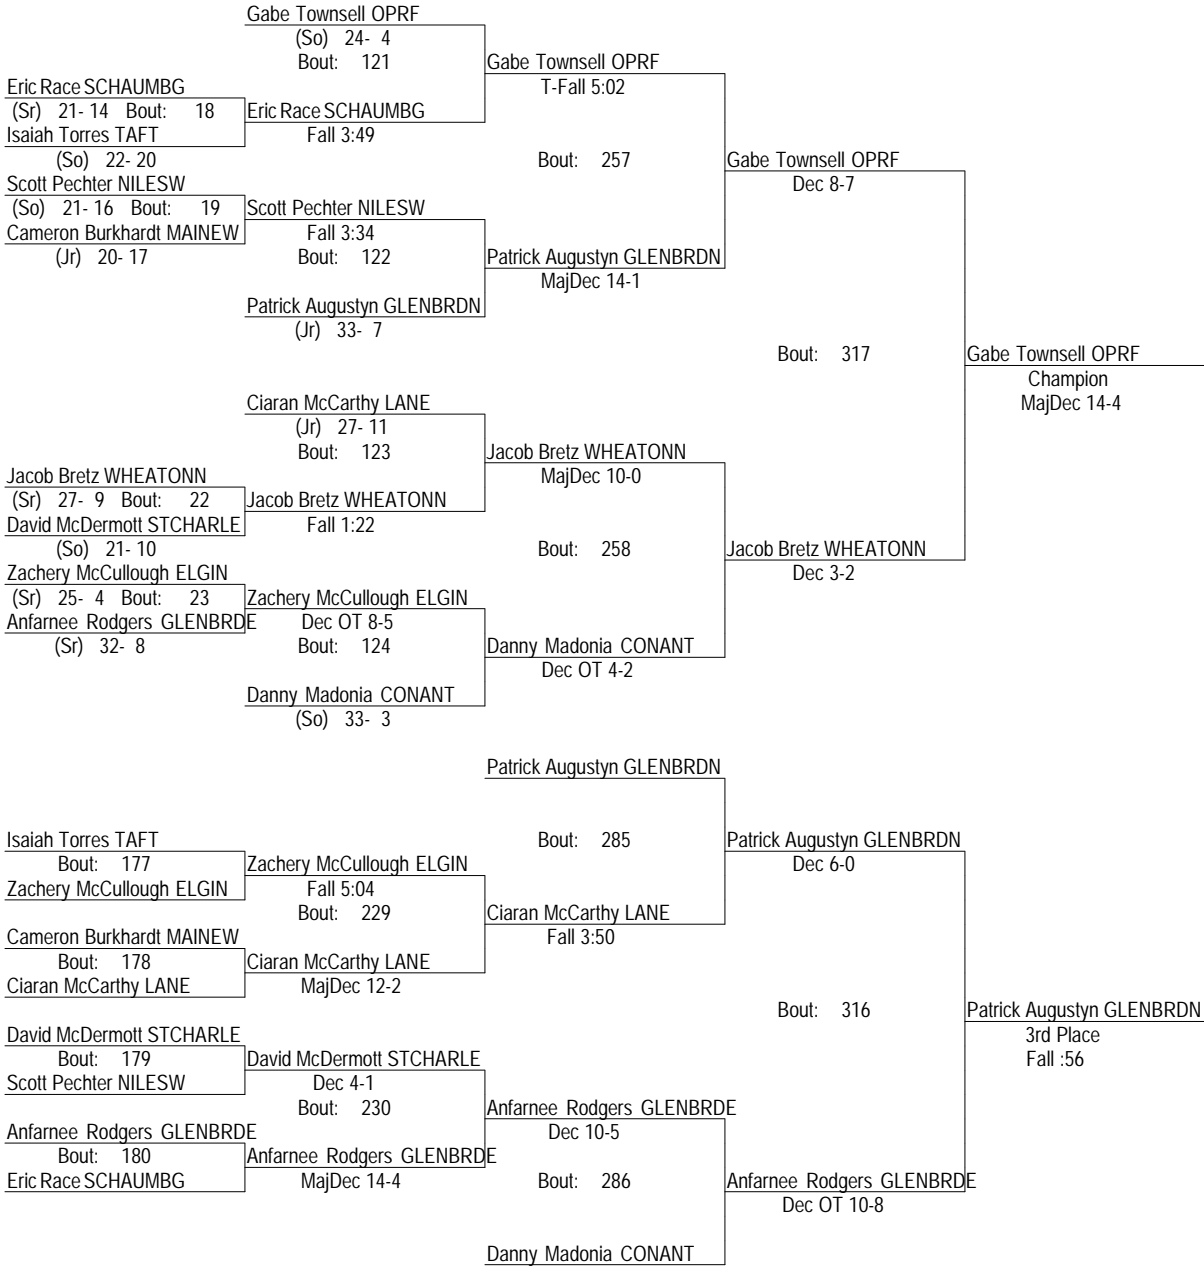 Gabe Townsell OPRF
(So) 24- 4
Bout: 121
Gabe Townsell OPRF
T-Fall 5:02
Eric Race SCHAUMBG
(Sr) 21- 14 Bout: 18
Eric Race SCHAUMBG
Isaiah Torres TAFT
Fall 3:49
(So) 22- 20
Bout: 257
Gabe Townsell OPRF
Dec 8-7
Scott Pechter NILESW
(So) 21- 16 Bout: 19
Scott Pechter NILESW
Cameron Burkhardt MAINEW
Fall 3:34
(Jr) 20- 17
Bout: 122
Patrick Augustyn GLENBRDN
MajDec 14-1
Patrick Augustyn GLENBRDN
(Jr) 33- 7
Bout: 317
Gabe Townsell OPRF
Champion
MajDec 14-4
Ciaran McCarthy LANE
(Jr) 27- 11
Bout: 123
Jacob Bretz WHEATONN
MajDec 10-0
Jacob Bretz WHEATONN
(Sr) 27- 9 Bout: 22
Jacob Bretz WHEATONN
David McDermott STCHARLE
Fall 1:22
(So) 21- 10
Bout: 258
Jacob Bretz WHEATONN
Dec 3-2
Zachery McCullough ELGIN
(Sr) 25- 4 Bout: 23
Zachery McCullough ELGIN
Anfarnee Rodgers GLENBRDE
Dec OT 8-5
(Sr) 32- 8
Bout: 124
Danny Madonia CONANT
Dec OT 4-2
Danny Madonia CONANT
(So) 33- 3
Patrick Augustyn GLENBRDN
Bout: 285
Patrick Augustyn GLENBRDN
Dec 6-0
Isaiah Torres TAFT
Bout: 177
Zachery McCullough ELGIN
Zachery McCullough ELGIN
Fall 5:04
Bout: 229
Ciaran McCarthy LANE
Fall 3:50
Cameron Burkhardt MAINEW
Bout: 178
Ciaran McCarthy LANE
Ciaran McCarthy LANE
MajDec 12-2
Bout: 316
Patrick Augustyn GLENBRDN
3rd Place
Fall :56
David McDermott STCHARLE
Bout: 179
David McDermott STCHARLE
Scott Pechter NILESW
Dec 4-1
Bout: 230
Anfarnee Rodgers GLENBRDE
Dec 10-5
Anfarnee Rodgers GLENBRDE
Bout: 180
Anfarnee Rodgers GLENBRDE
Eric Race SCHAUMBG
MajDec 14-4
Bout: 286
Anfarnee Rodgers GLENBRDE
Dec OT 10-8
Danny Madonia CONANT